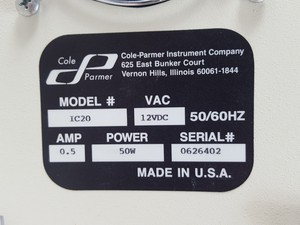 Cole
Parmer
Cole-Parmer Instrument Company
625 East Bunker Court
Vernon Hills, Illinois 60061-1844
MODEL # VAC
1C20 12VDC 50/60HZ
AMP POWER SERIAL#
0.5 50W 0626402
MADE IN U.S.A.